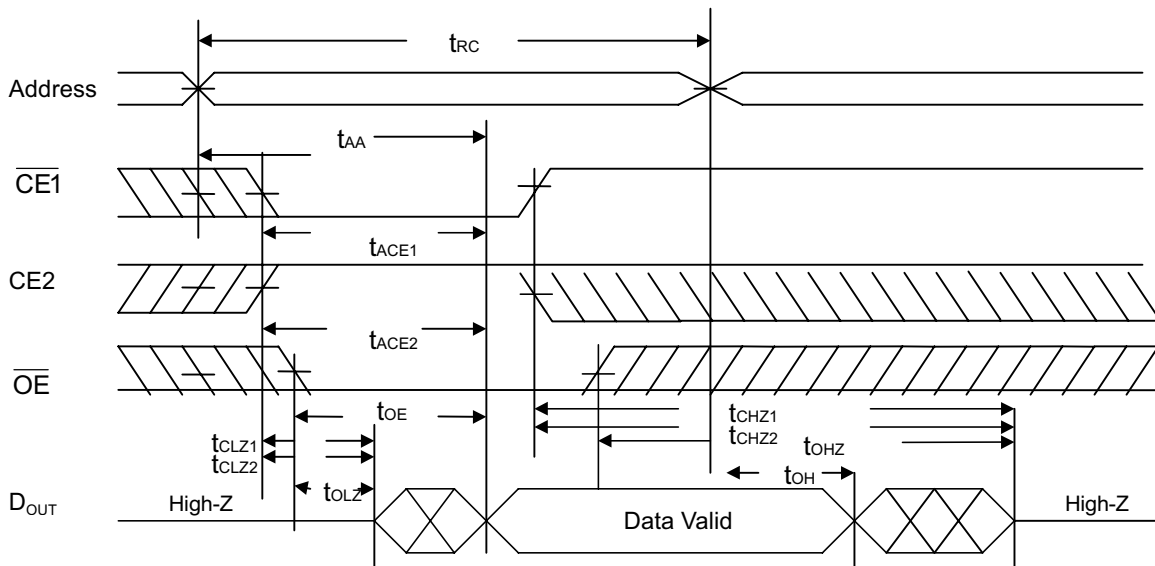 tRC
Address
tAA
CE1
tACE1
CE2
tACE2
OE
tOE
tCHZ1
tCLZ1
tCHZ2
tCLZ2
tOHZ
tOLZ
tOH
DOUT
High-Z
Data Valid
High-Z